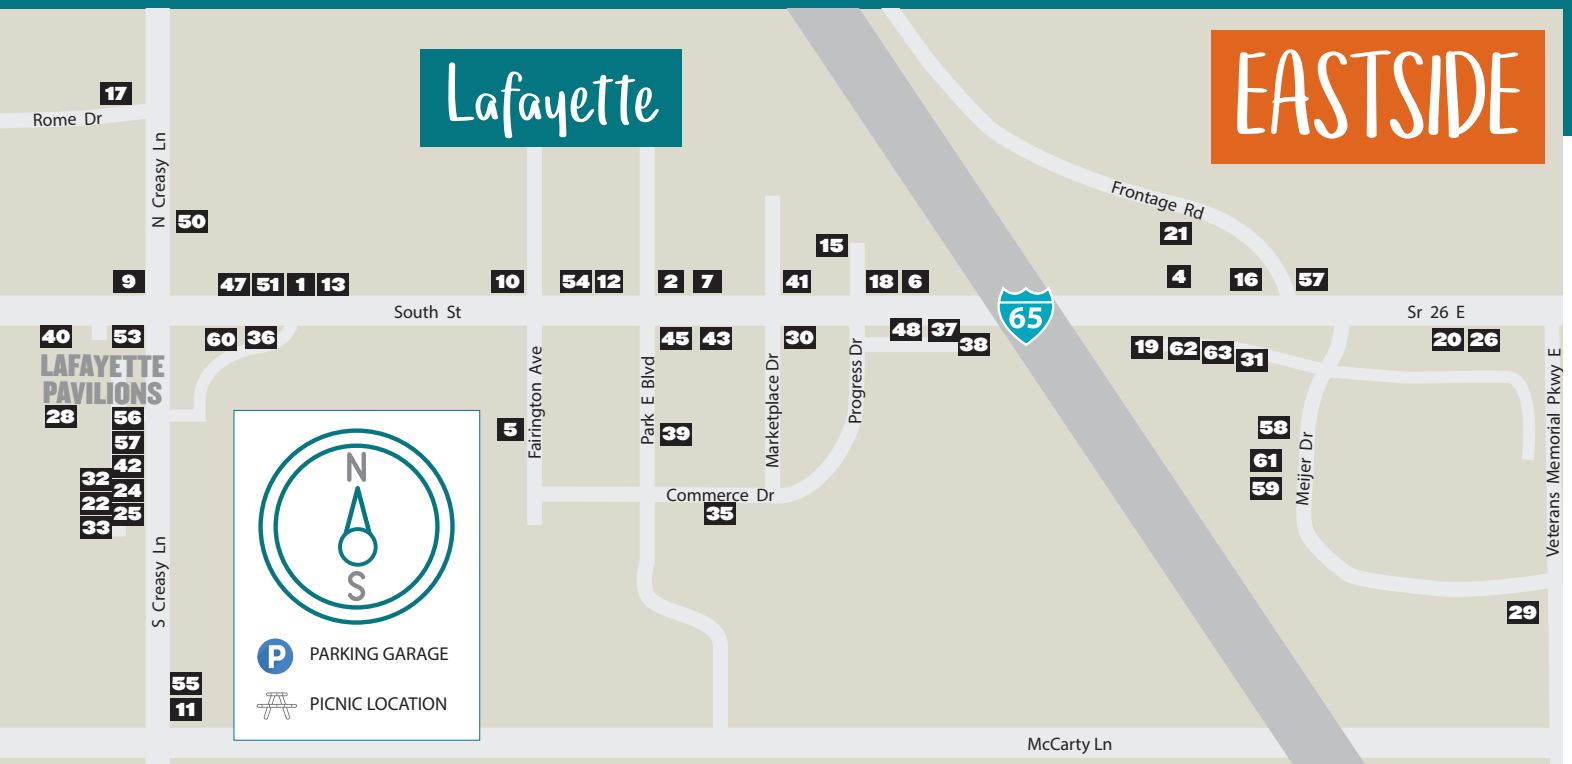 Lafayette
EASTSIDE
17
Rome Dr
N Creasy Ln
50
Frontage Rd
21
15
9
47 51 1 13
10
54 12
2 7
41
18 6
4
16
57
South St
65
Sr 26 E
40
53
60 36
45 43
30
48 37
38
19 62 63 31
20 26
LAFAYETTE
PAVILIONS
28
56
57
42
32
24
22
25
33
5
Fairington Ave
Park E Blvd
39
Marketplace Dr
Progress Dr
58
61
59
Meijer Dr
Veterans Memorial Pkwy E
Commerce Dr
35
N
S
PARKING GARAGE
P
PICNIC LOCATION
S Creasy Ln
29
55
11
McCarty Ln